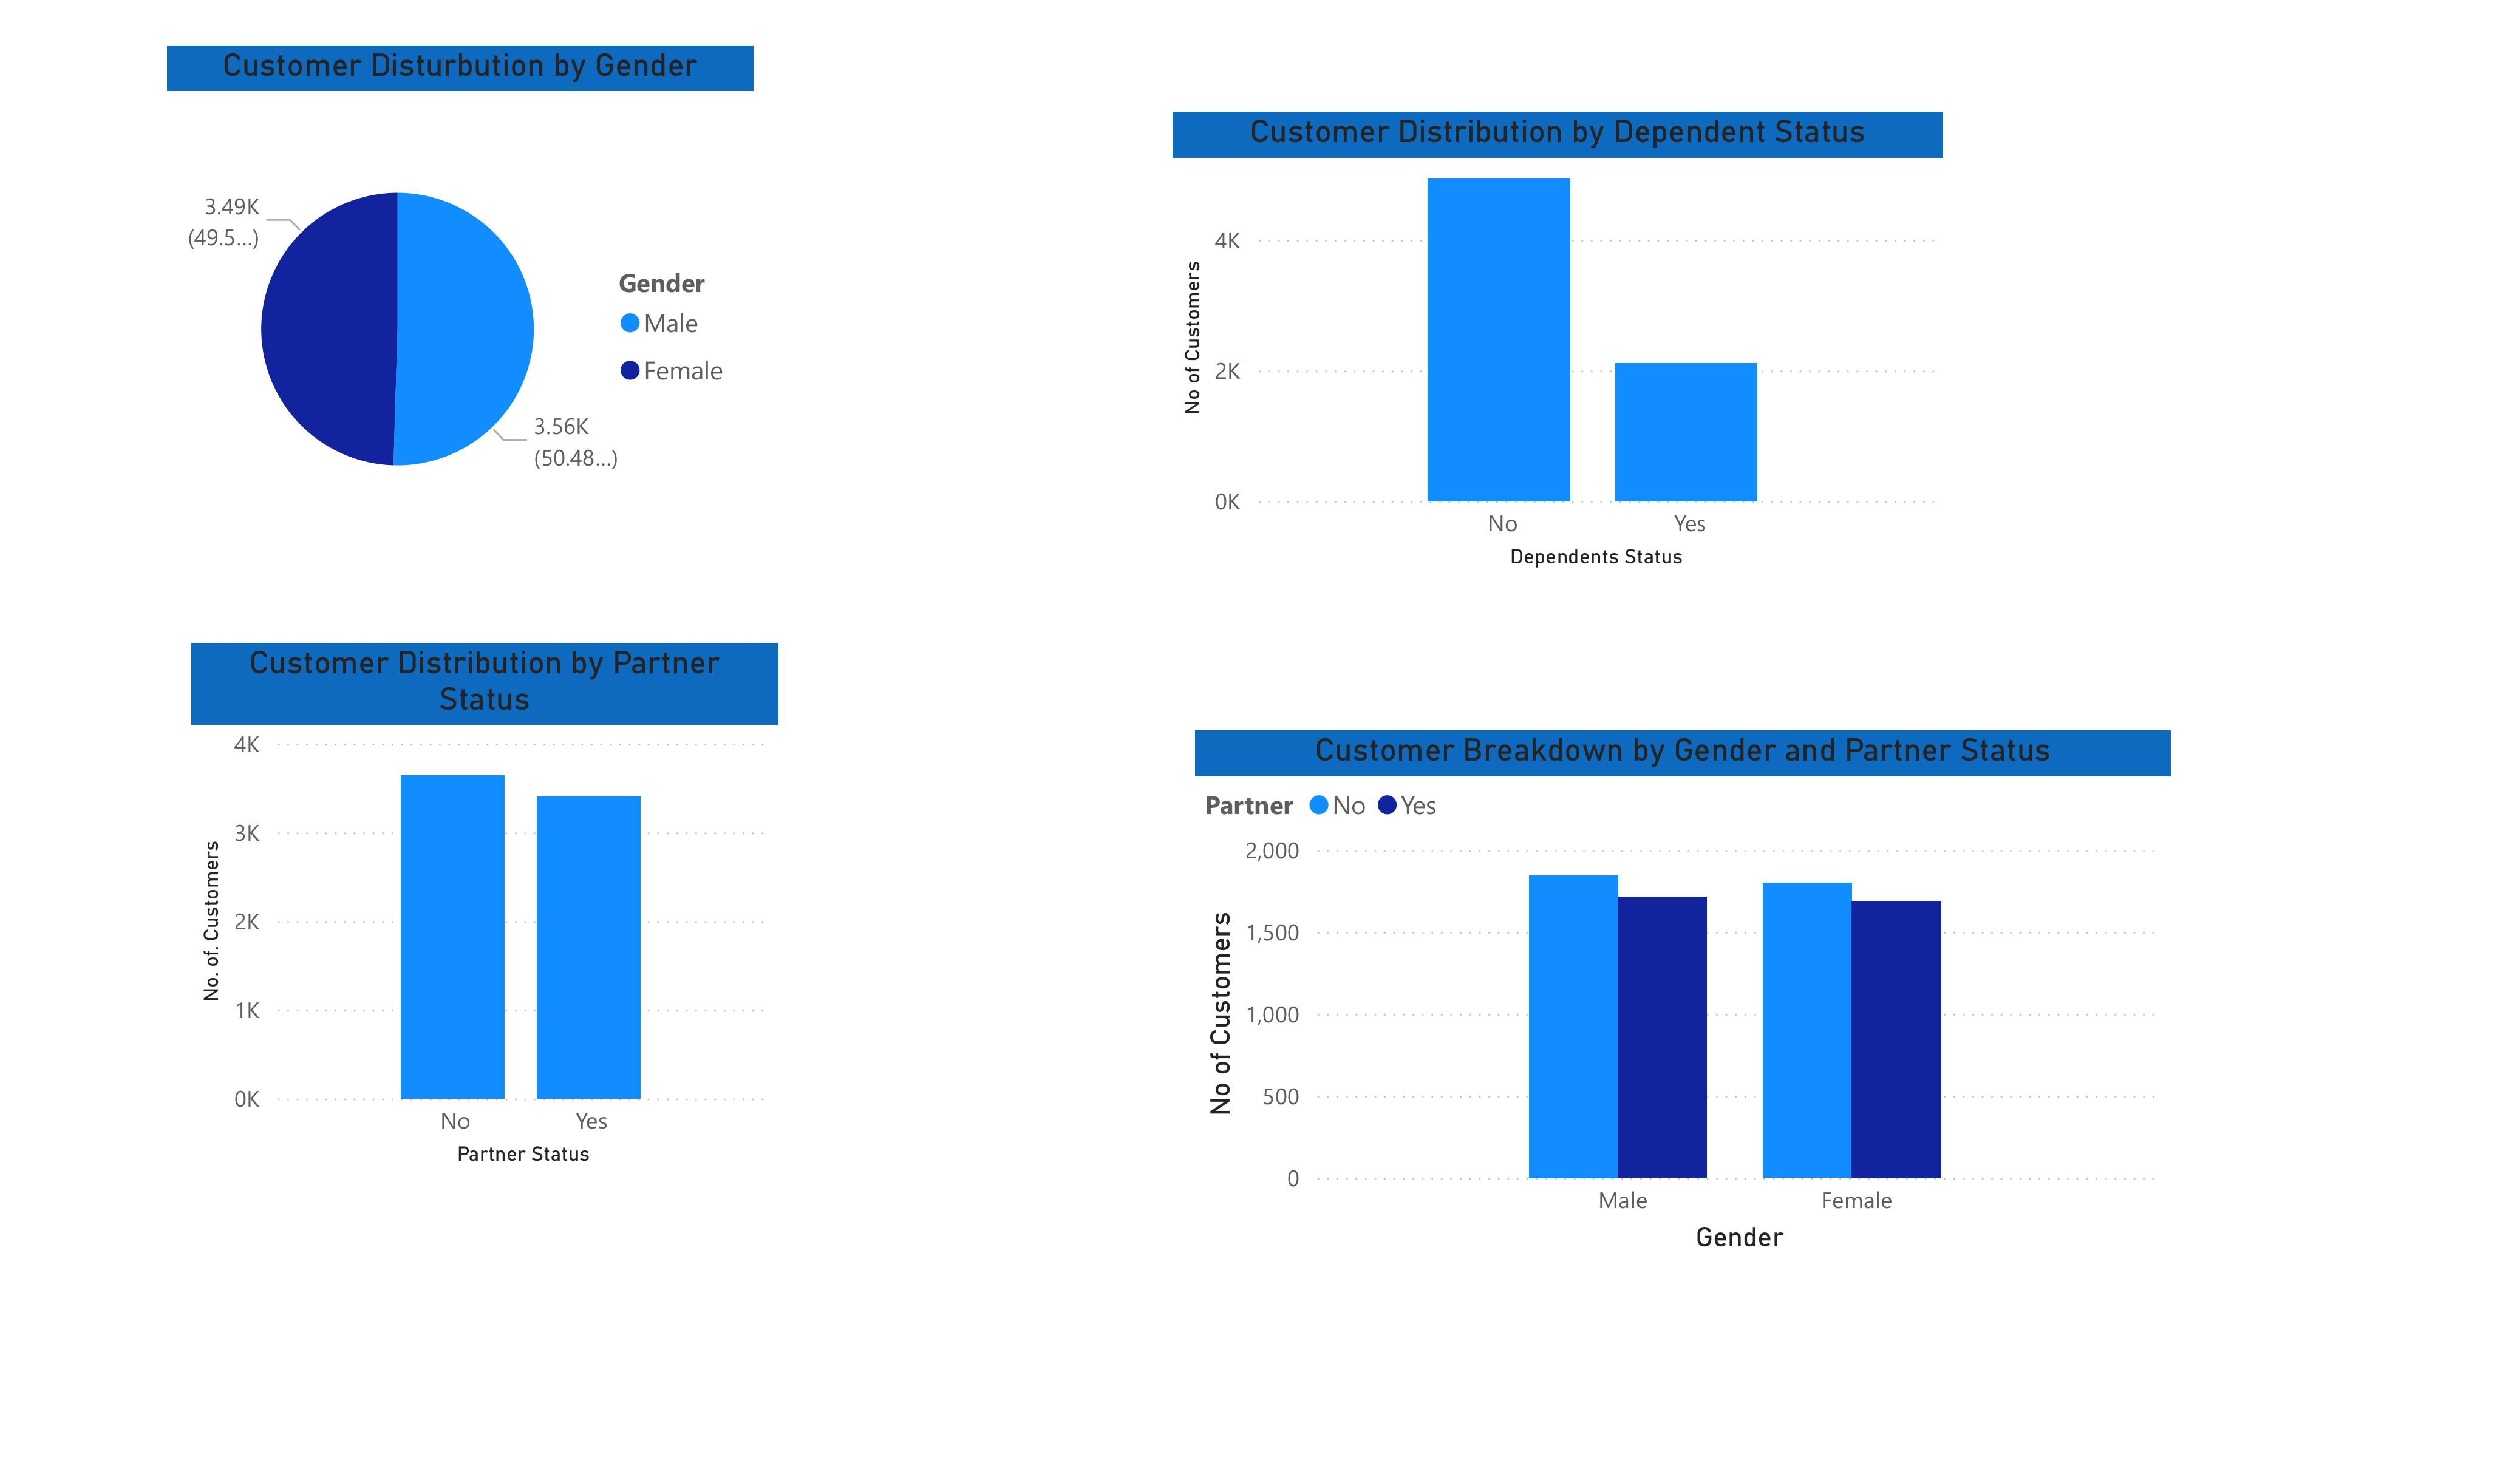 Customer Disturbution by Gender
3.49K
(49.5...)
Gender
Male
Female
3.56K
(50.48...)
Customer Distribution by Dependent Status
No of Customers
4K
2K
0K
No
Yes
Dependents Status
Customer Distribution by Partner
Status
No. of. Customers
4K
3K
2K
1K
0K
No
Yes
Partner Status
Customer Breakdown by Gender and Partner Status
Partner No Yes
No of Customers
2,000
1,500
1,000
500
0
Male
Female
Gender